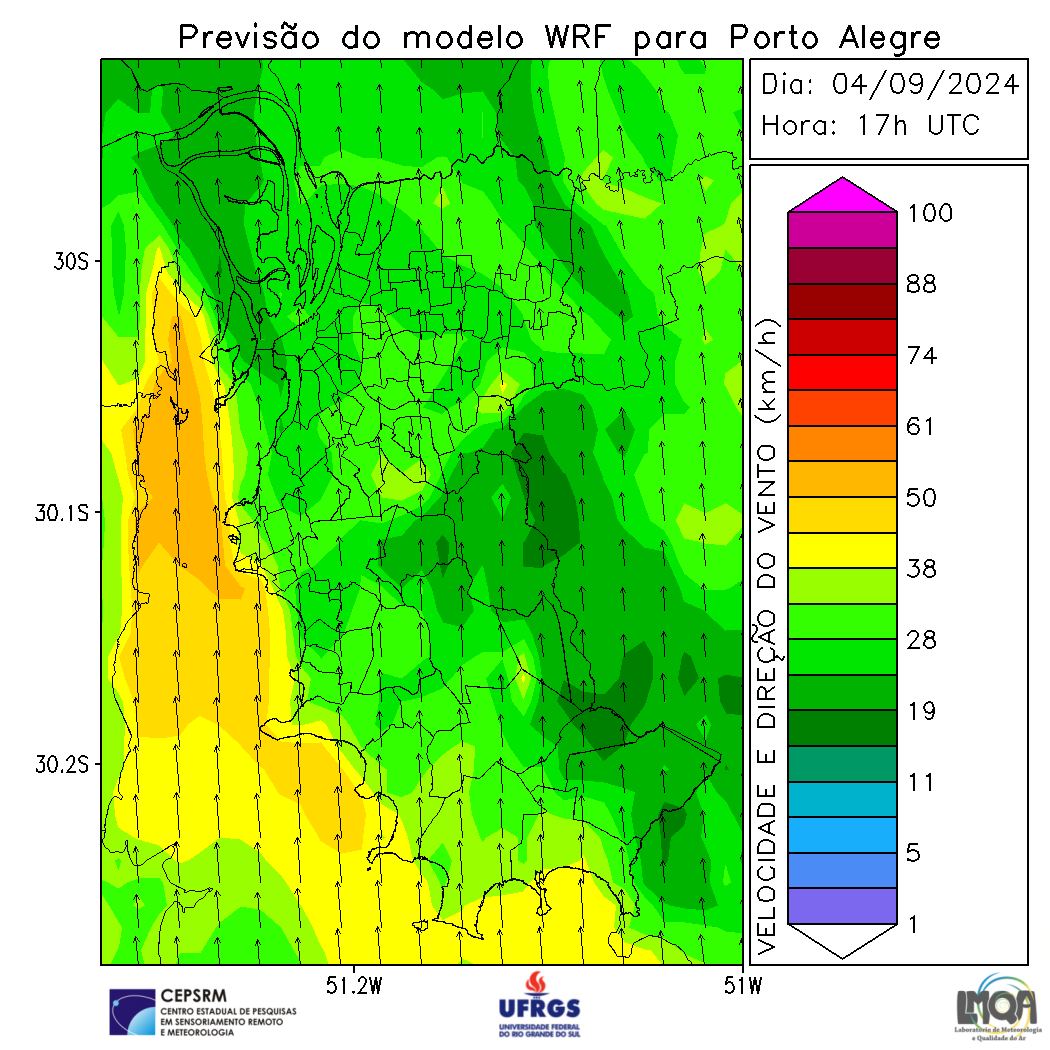 Previsão do modelo WRF para Porto Alegre
Dia: 04/09/2024
Hora: 17h UTC
30S
30.1S
30.2S
51.2W
51W
VELOCIDADE E DIREÇÃO DO VENTO (km/h)
100
88
74
61
50
38
28
19
11
5
1
CEPSRM
CENTRO ESTADUAL DE PESQUISAS
EM SENSORIAMENTO REMOTO
E METEOROLOGIA
UFRGS
UNIVERSIDADE FEDERAL
DO RIO GRANDE DO SUL
LMQA
Laboratório de Meteorologia
e Qualidade do Ar